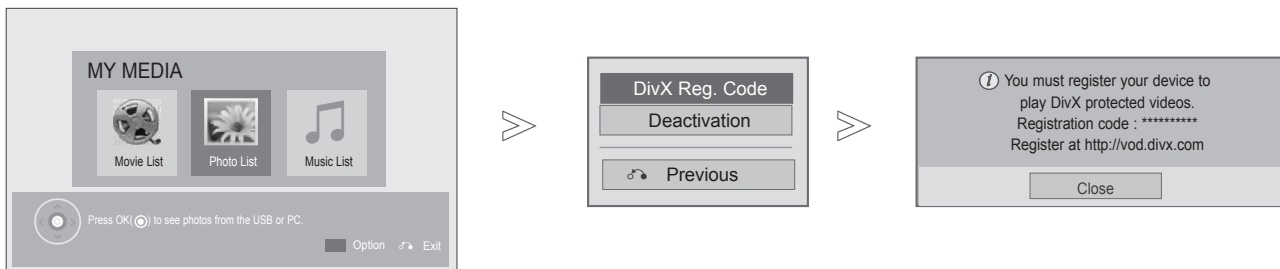 MY MEDIA
Movie List
Photo List
Music List
Press OK(◉) to see photos from the USB or PC.
Option
Exit
DivX Reg. Code
Deactivation
Previous
You must register your device to
play DivX protected videos.
Registration code : **********
Register at http://vod.divx.com
Close